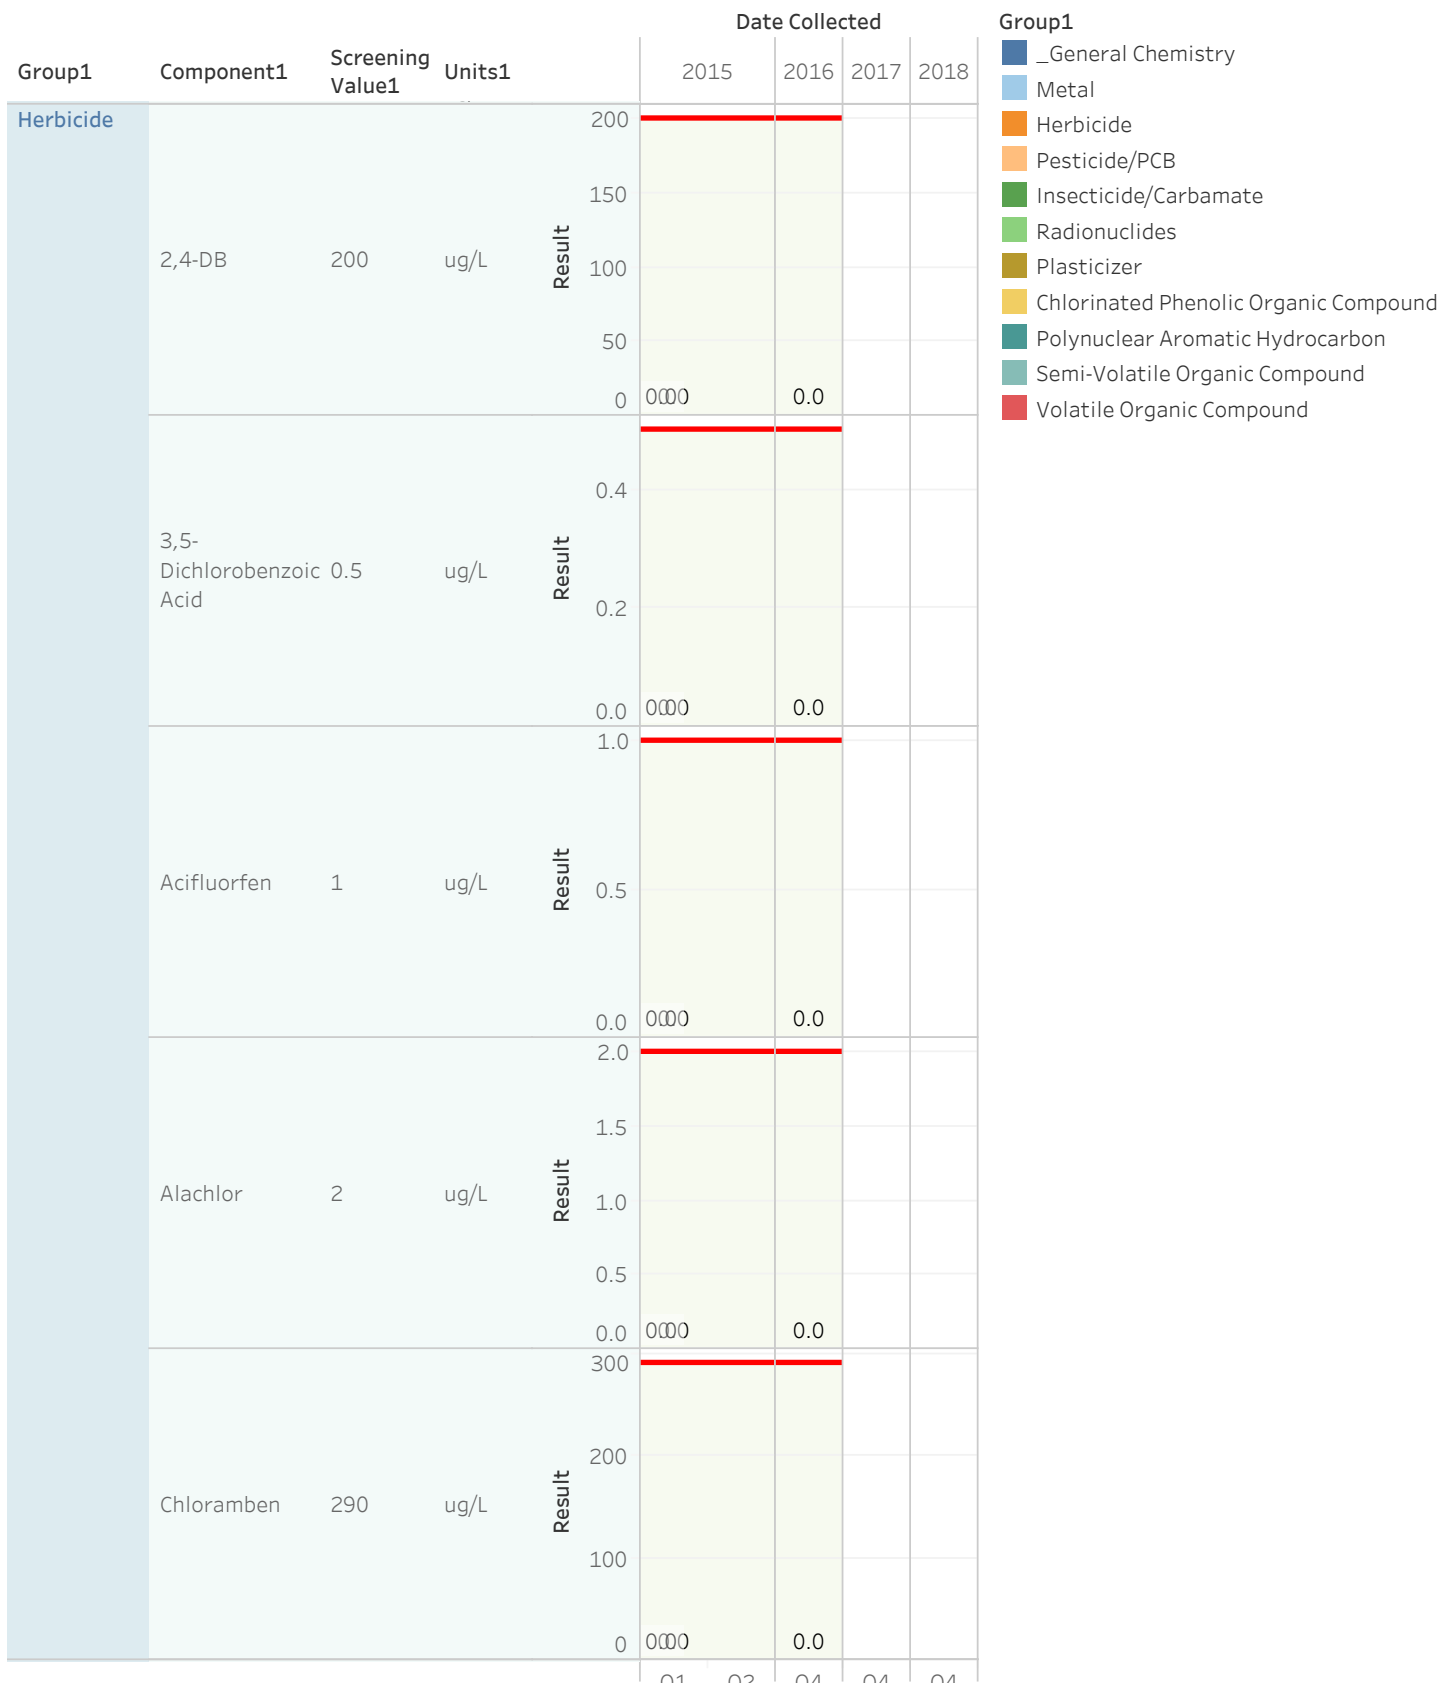 Date Collected
Group1
Component1
Screening
Value1
Units1
2015
2016
2017
2018
Herbicide
2,4-DB
200
ug/L
Result
200
150
100
50
0
0.0
3,5-
Dichlorobenzoic
Acid
0.5
ug/L
Result
0.4
0.2
0.0
0.0
Acifluorfen
1
ug/L
Result
1.0
0.5
0.0
0.0
Alachlor
2
ug/L
Result
2.0
1.5
1.0
0.5
0.0
0.0
Chloramben
290
ug/L
Result
300
200
100
0
0.0
Group1
_General Chemistry
Metal
Herbicide
Pesticide/PCB
Insecticide/Carbamate
Radionuclides
Plasticizer
Chlorinated Phenolic Organic Compound
Polynuclear Aromatic Hydrocarbon
Semi-Volatile Organic Compound
Volatile Organic Compound